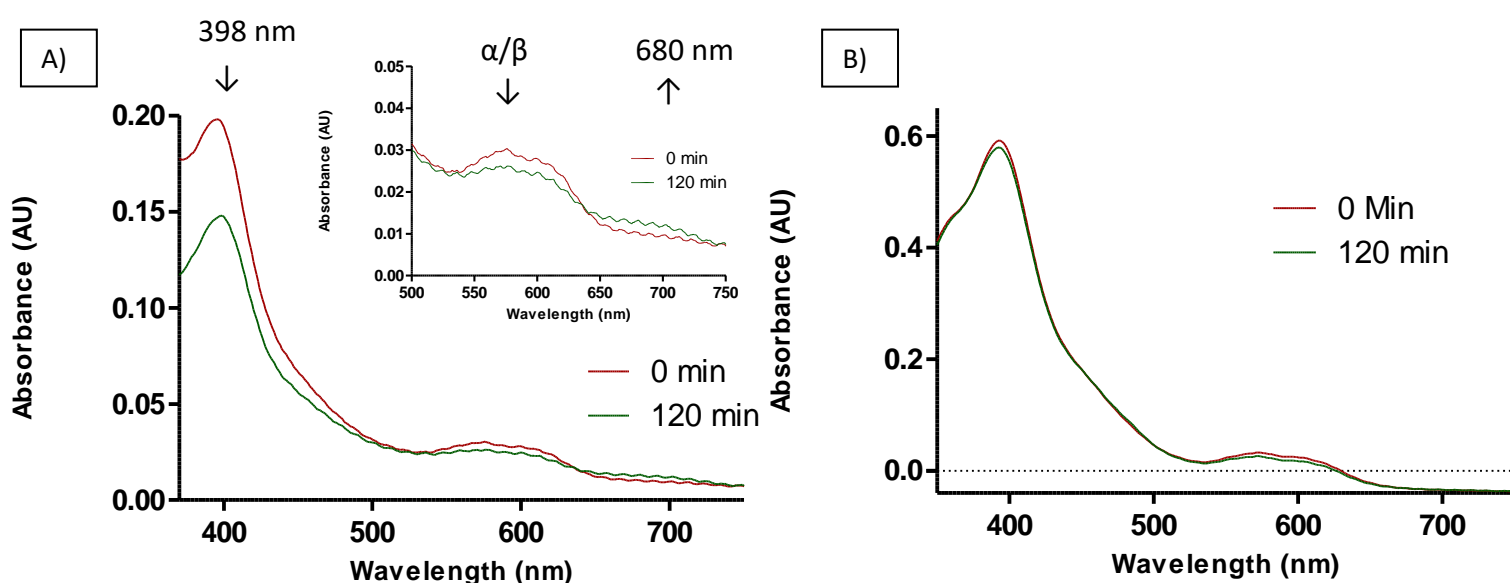 A)
398 nm
↓
α/β
↓
680 nm
↑
Absorbance (AU)
0.05
0.04
0.03
0.02
0.01
0.00
0 min
120 min
500
550
600
650
700
750
Wavelength (nm)
Absorbance (AU)
0.20
0.15
0.10
0.05
0.00
0 min
120 min
400
500
600
700
Wavelength (nm)
B)
Absorbance (AU)
0.6
0.4
0.2
0.0
0 Min
120 min
400
500
600
700
Wavelength (nm)